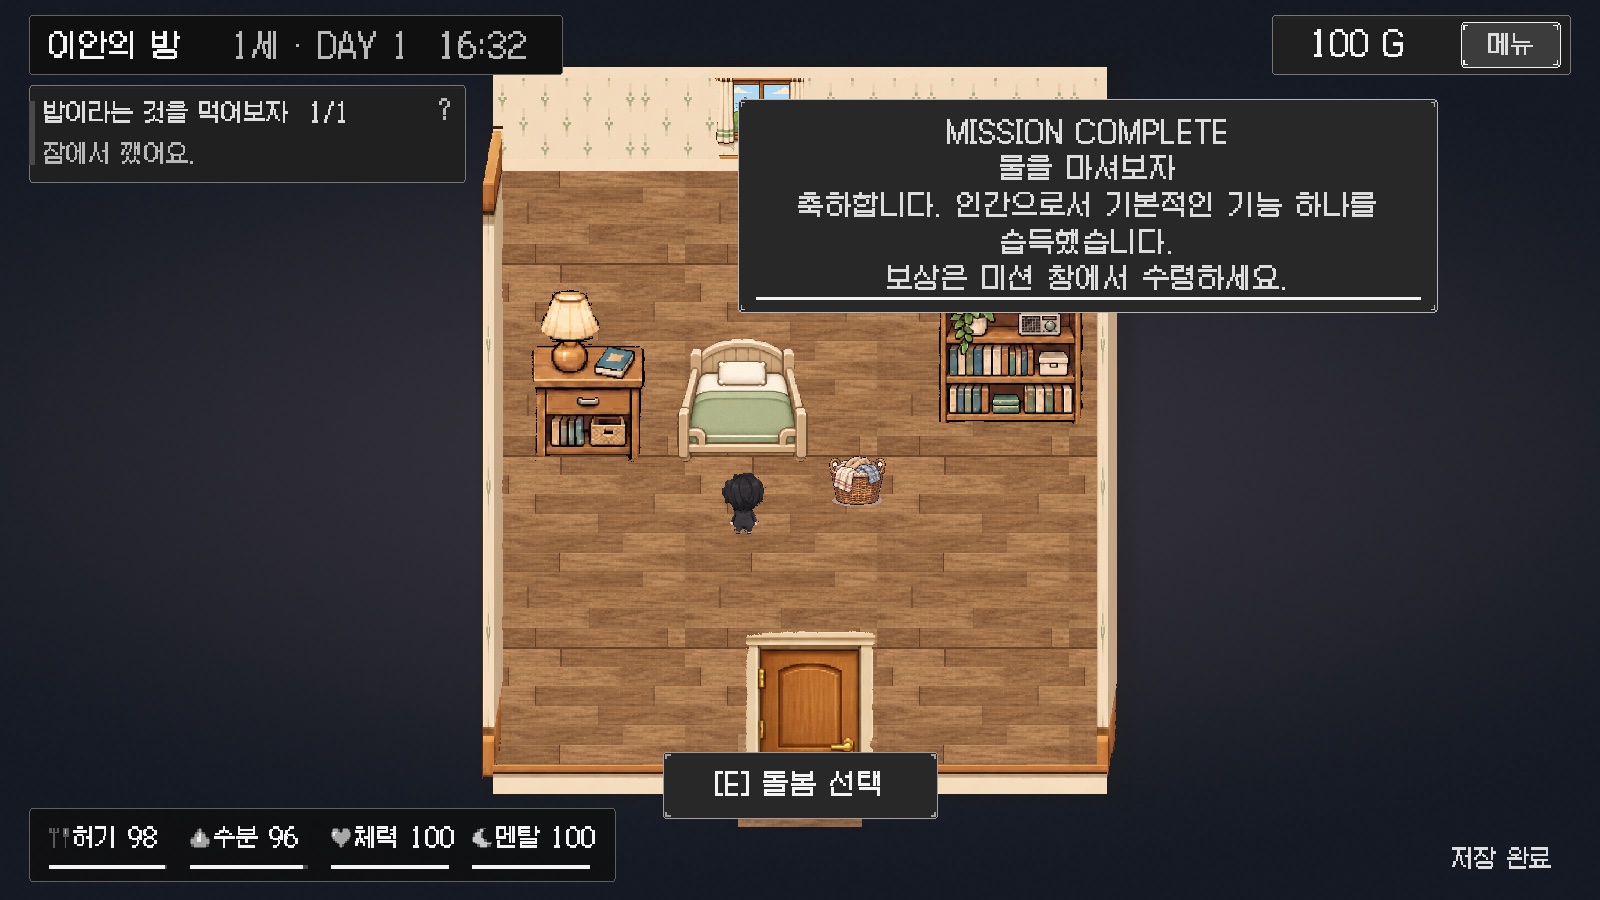 이안의 방 1세 · DAY 1 16:32
100 G 메뉴
밥이라는 것을 먹어보자 1/1 ?
잠에서 깼어요.
MISSION COMPLETE
물을 마셔보자
축하합니다. 인간으로서 기본적인 기능 하나를
습득했습니다.
보상은 미션 창에서 수령하세요.
[E] 돌봄 선택
허기 98 수분 96 체력 100 멘탈 100
저장 완료